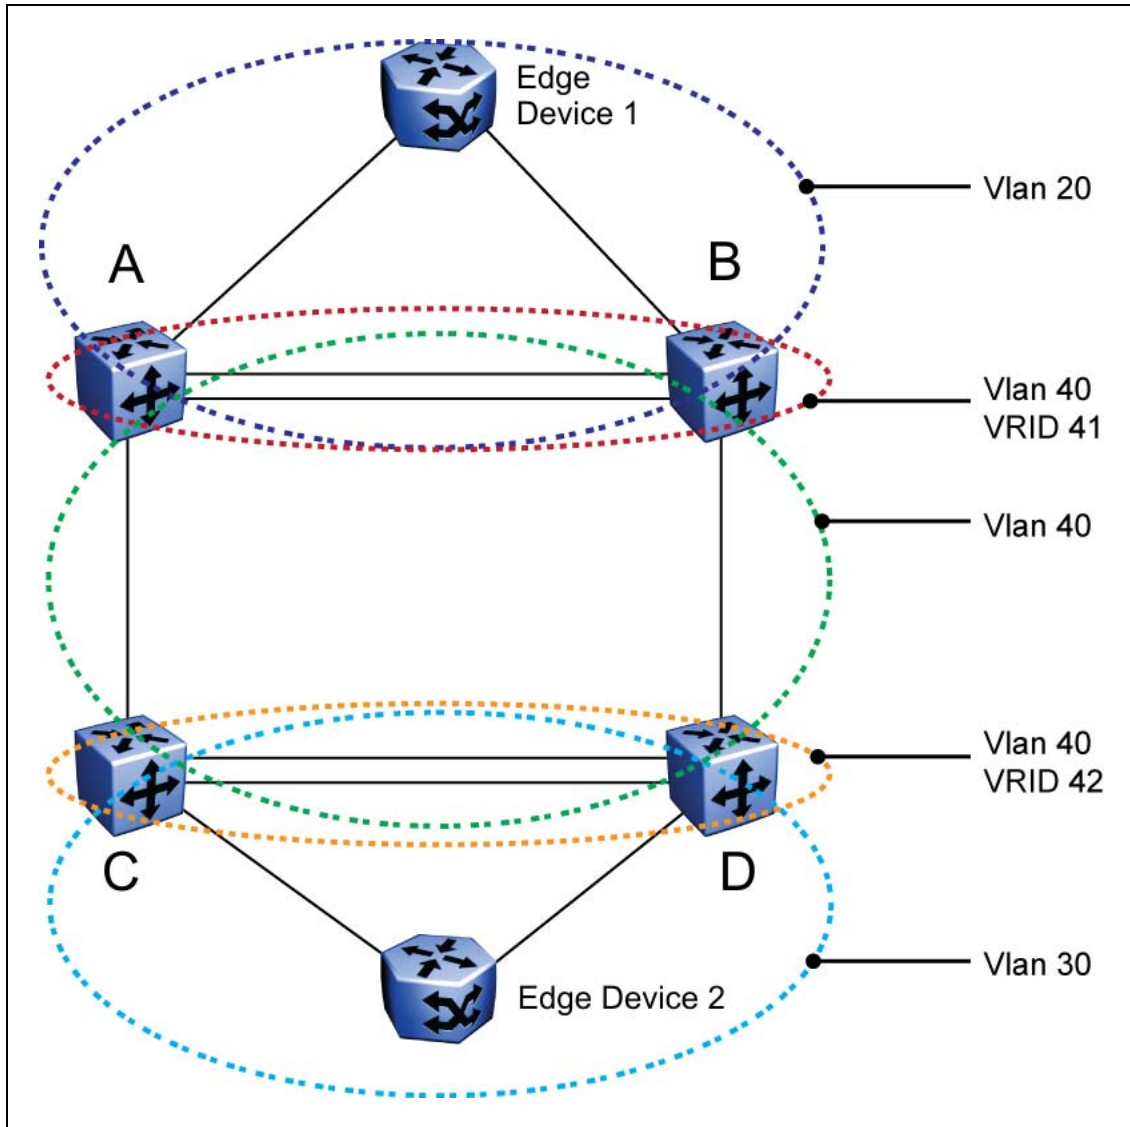 Edge
Device 1
Vlan 20
A
B
Vlan 40
VRID 41
Vlan 40
Vlan 40
VRID 42
C
D
Vlan 30
Edge Device 2